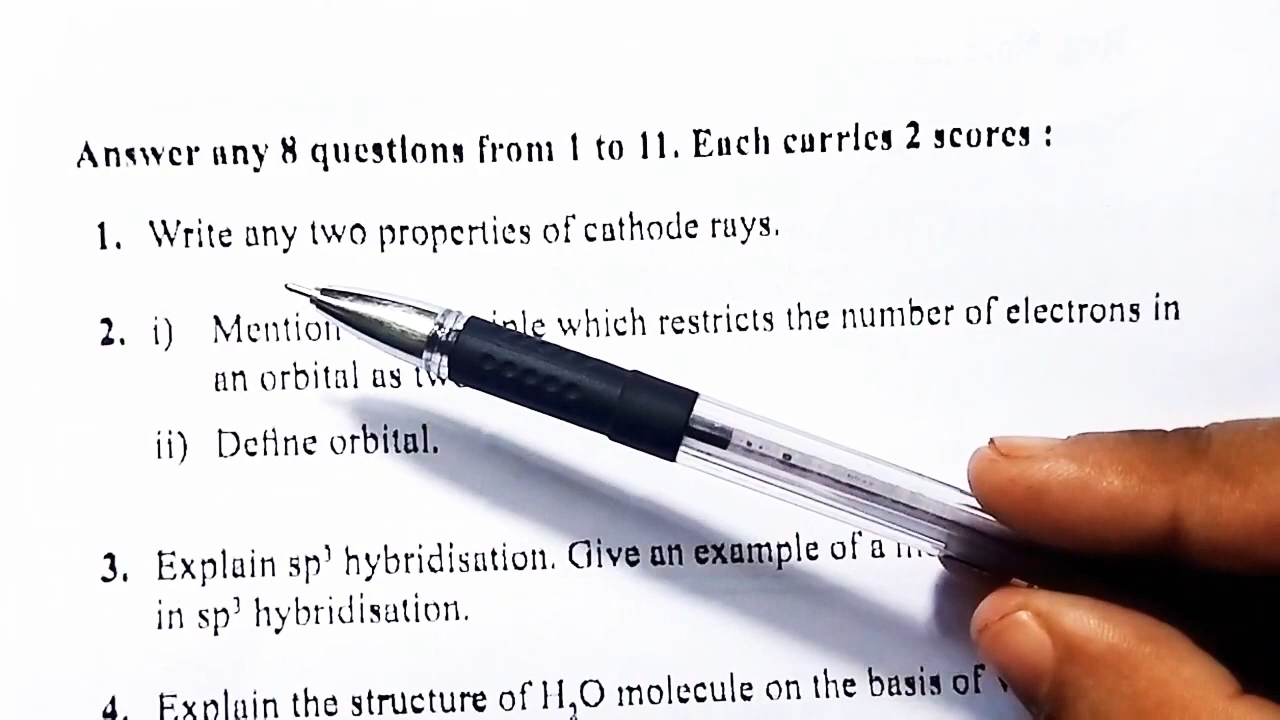 Answer any 8 questions from 1 to 11. Each carries 2 scores :
1. Write any two properties of cathode rays.
2. i) Mention which restricts the number of electrons in
an orbital as
ii) Define orbital.
3. Explain sp³ hybridisation. Give an example of a
in sp³ hybridisation.
4. Explain the structure of H₂O molecule on the basis of